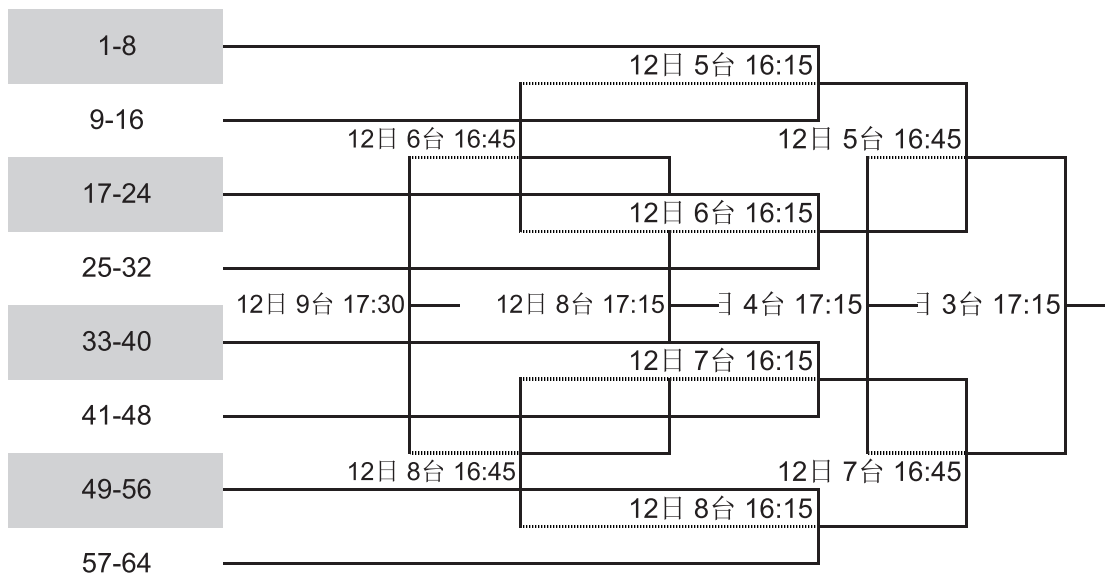 1-8
12日 5台 16:15
9-16
12日 6台 16:45
12日 5台 16:45
17-24
12日 6台 16:15
25-32
12日 9台 17:30
12日 8台 17:15
日 4台 17:15
日 3台 17:15
33-40
12日 7台 16:15
41-48
12日 8台 16:45
12日 7台 16:45
49-56
12日 8台 16:15
57-64